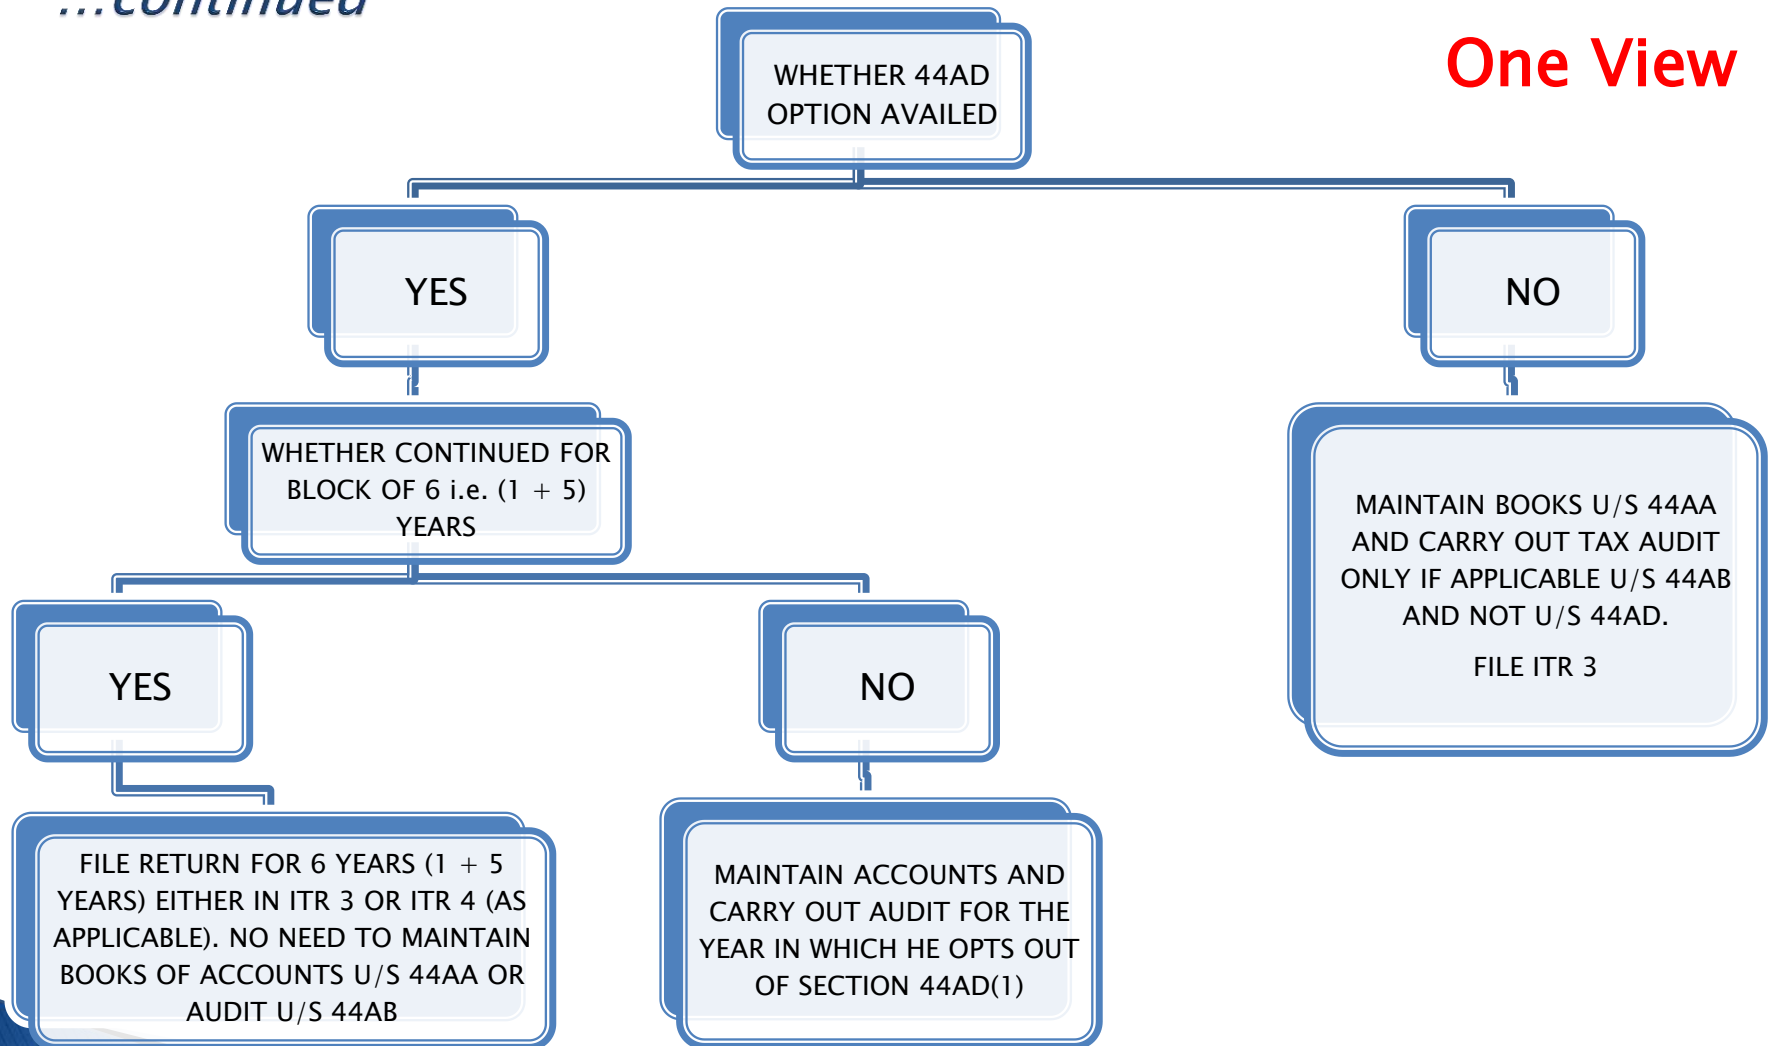 ...continued
One View
WHETHER 44AD
OPTION AVAILED
YES
NO
WHETHER CONTINUED FOR
BLOCK OF 6 i.e. (1 + 5)
YEARS
MAINTAIN BOOKS U/S 44AA
AND CARRY OUT TAX AUDIT
ONLY IF APPLICABLE U/S 44AB
AND NOT U/S 44AD.
FILE ITR 3
YES
NO
FILE RETURN FOR 6 YEARS (1 + 5
YEARS) EITHER IN ITR 3 OR ITR 4 (AS
APPLICABLE). NO NEED TO MAINTAIN
BOOKS OF ACCOUNTS U/S 44AA OR
AUDIT U/S 44AB
MAINTAIN ACCOUNTS AND
CARRY OUT AUDIT FOR THE
YEAR IN WHICH HE OPTS OUT
OF SECTION 44AD(1)